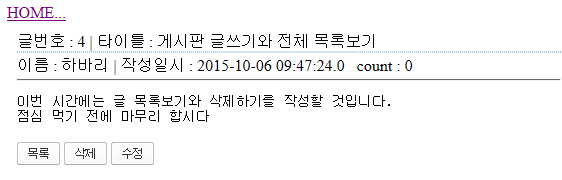 HOME...
글번호 : 4 | 타이틀 : 게시판 글쓰기와 전체 목록보기
이름 : 하바리 | 작성일시 : 2015-10-06 09:47:24.0 count : 0
이번 시간에는 글 목록보기와 삭제하기를 작성할 것입니다.
점심 먹기 전에 마무리 합시다
목록 삭제 수정